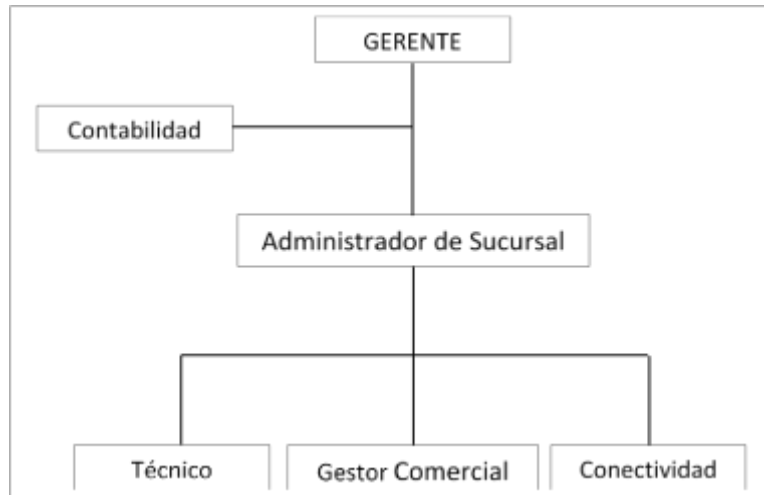 GERENTE
Contabilidad
Administrador de Sucursal
Técnico
Gestor Comercial
Conectividad